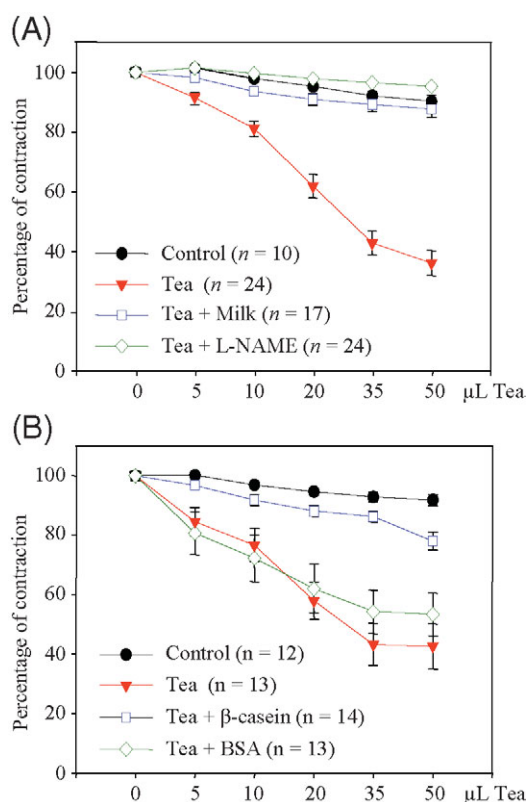 (A)
Percentage of contraction
100
80
60
40
20
0
Control (n = 10)
Tea (n = 24)
Tea + Milk (n = 17)
Tea + L-NAME (n = 24)
0 5 10 20 35 50 µL Tea
(B)
Percentage of contraction
100
80
60
40
20
0
Control (n = 12)
Tea (n = 13)
Tea + β-casein (n = 14)
Tea + BSA (n = 13)
0 5 10 20 35 50 µL Tea